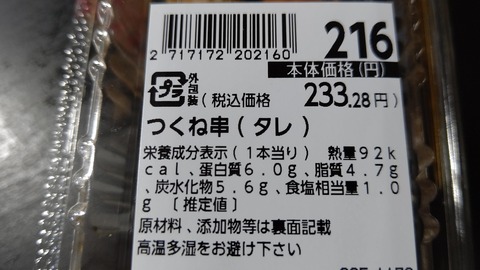 2 717172 202160
216
本体価格(円)
プラ
外包装
(税込価格 233.28円)
つくね串(タレ)
栄養成分表示(1本当り) 熱量92k
cal、蛋白質6.0g、脂質4.7g
、炭水化物5.6g、食塩相当量1.0
g 〔推定値〕
原材料、添加物等は裏面記載
高温多湿をお避け下さい